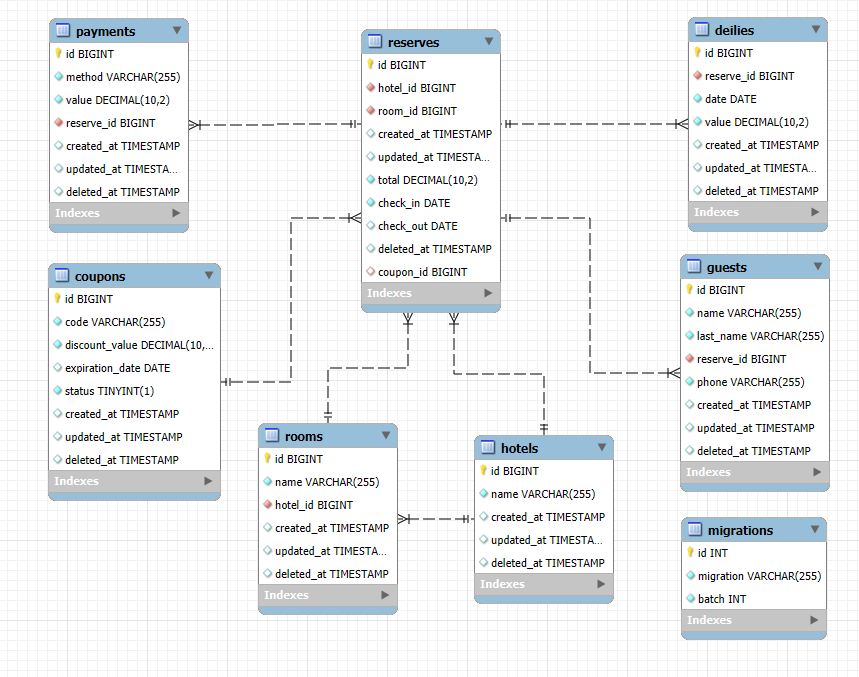 payments
id BIGINT
method VARCHAR(255)
value DECIMAL(10,2)
reserve_id BIGINT
created_at TIMESTAMP
updated_at TIMESTA...
deleted_at TIMESTAMP
Indexes
reserves
id BIGINT
hotel_id BIGINT
room_id BIGINT
created_at TIMESTAMP
updated_at TIMESTA...
total DECIMAL(10,2)
check_in DATE
check_out DATE
deleted_at TIMESTAMP
coupon_id BIGINT
Indexes
deilies
id BIGINT
reserve_id BIGINT
date DATE
value DECIMAL(10,2)
created_at TIMESTAMP
updated_at TIMESTA...
deleted_at TIMESTAMP
Indexes
coupons
id BIGINT
code VARCHAR(255)
discount_value DECIMAL(10,...
expiration_date DATE
status TINYINT(1)
created_at TIMESTAMP
updated_at TIMESTAMP
deleted_at TIMESTAMP
Indexes
guests
id BIGINT
name VARCHAR(255)
last_name VARCHAR(255)
reserve_id BIGINT
phone VARCHAR(255)
created_at TIMESTAMP
updated_at TIMESTAMP
deleted_at TIMESTAMP
Indexes
rooms
id BIGINT
name VARCHAR(255)
hotel_id BIGINT
created_at TIMESTAMP
updated_at TIMESTA...
deleted_at TIMESTAMP
Indexes
hotels
id BIGINT
name VARCHAR(255)
created_at TIMESTAMP
updated_at TIMESTA...
deleted_at TIMESTAMP
Indexes
migrations
id INT
migration VARCHAR(255)
batch INT
Indexes